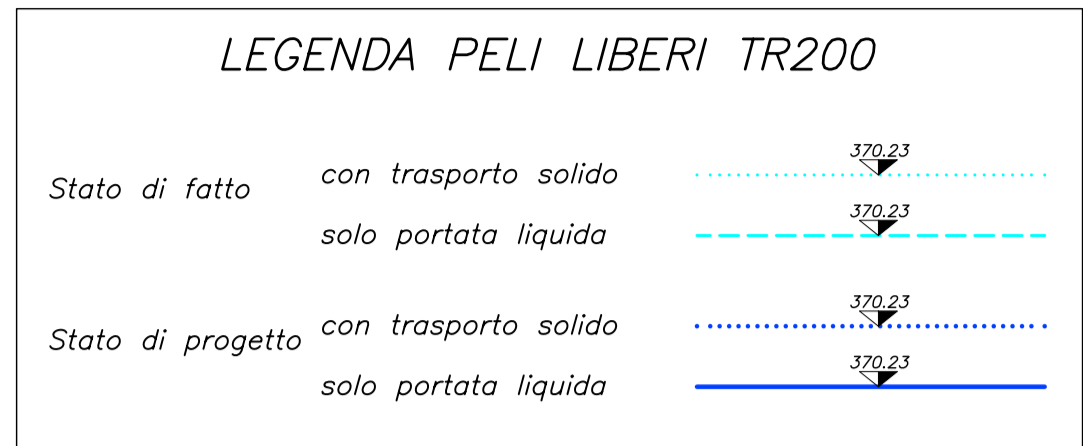 LEGENDA PELI LIBERI TR200
370.23
Stato di fatto con trasporto solido
370.23
solo portata liquida
370.23
Stato di progetto con trasporto solido
370.23
solo portata liquida